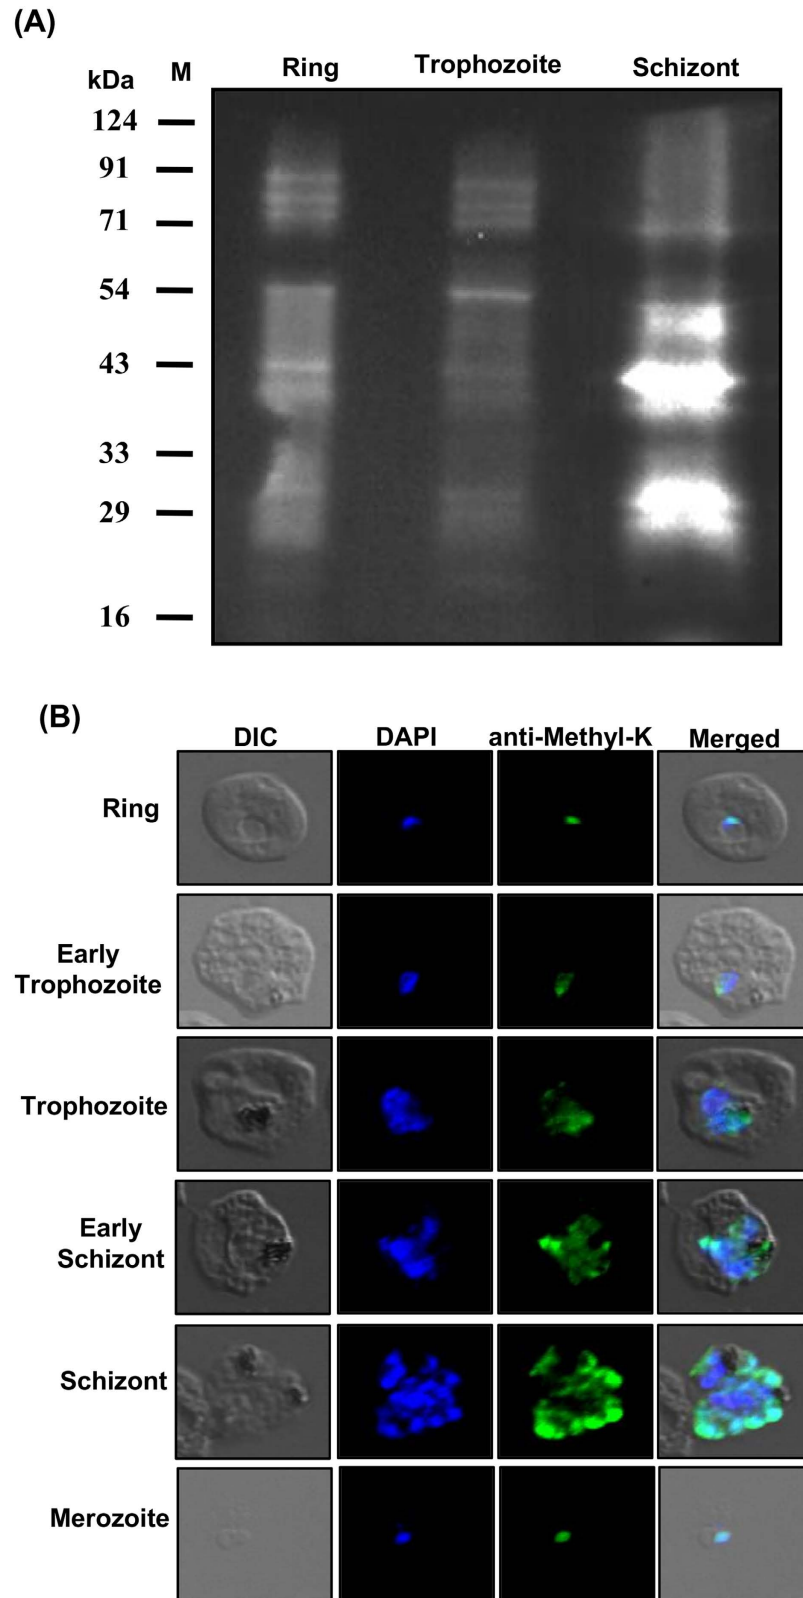 (A)
kDa M Ring Trophozoite Schizont
124
91
71
54
43
33
29
16
(B)
DIC DAPI anti-Methyl-K Merged
Ring
Early
Trophozoite
Trophozoite
Early
Schizont
Schizont
Merozoite